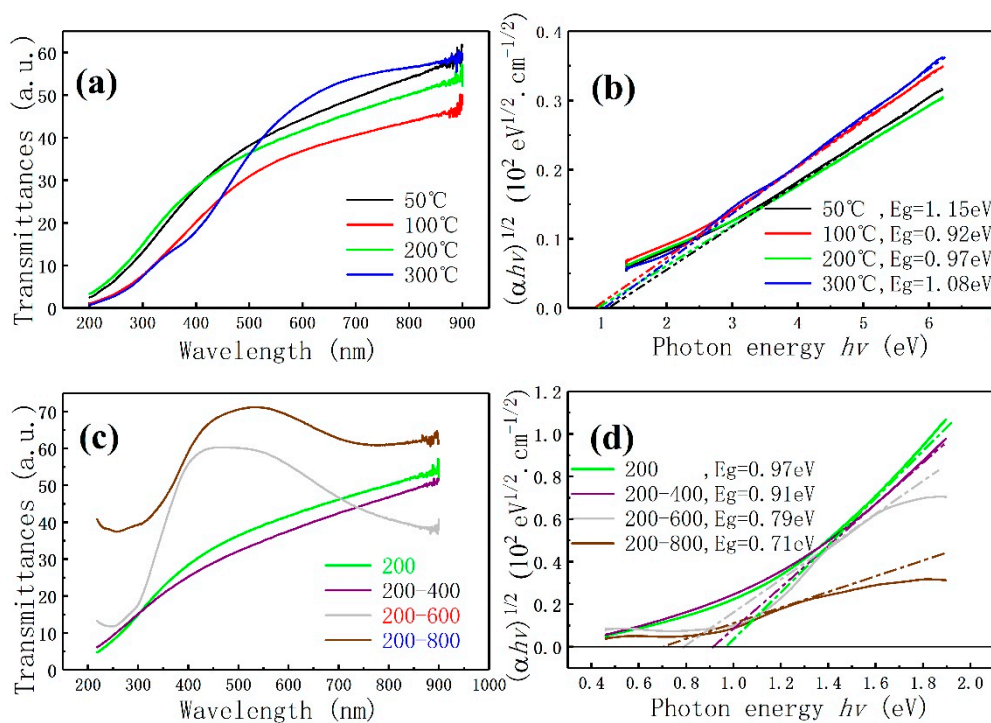 (a)
Transmittances (a.u.)
60
50
40
30
20
10
0
50℃
100℃
200℃
300℃
200 300 400 500 600 700 800 900
Wavelength (nm)
(b)
(αhν)1/2 (10² eV1/2. cm-1/2)
0.4
0.3
0.2
0.1
0.0
50℃ ,Eg=1.15eV
100℃,Eg=0.92eV
200℃,Eg=0.97eV
300℃,Eg=1.08eV
1 2 3 4 5 6
Photon energy hν (eV)
(c)
Transmittances (a.u.)
70
60
50
40
30
20
10
0
200
200-400
200-600
200-800
200 300 400 500 600 700 800 900 1000
Wavelength (nm)
(d)
(αhν)1/2 (10² eV1/2. cm-1/2)
1.2
1.0
0.8
0.6
0.4
0.2
0.0
200 ,Eg=0.97eV
200-400,Eg=0.91eV
200-600,Eg=0.79eV
200-800,Eg=0.71cV
0.4 0.6 0.8 1.0 1.2 1.4 1.6 1.8 2.0
Photon energy hν (eV)